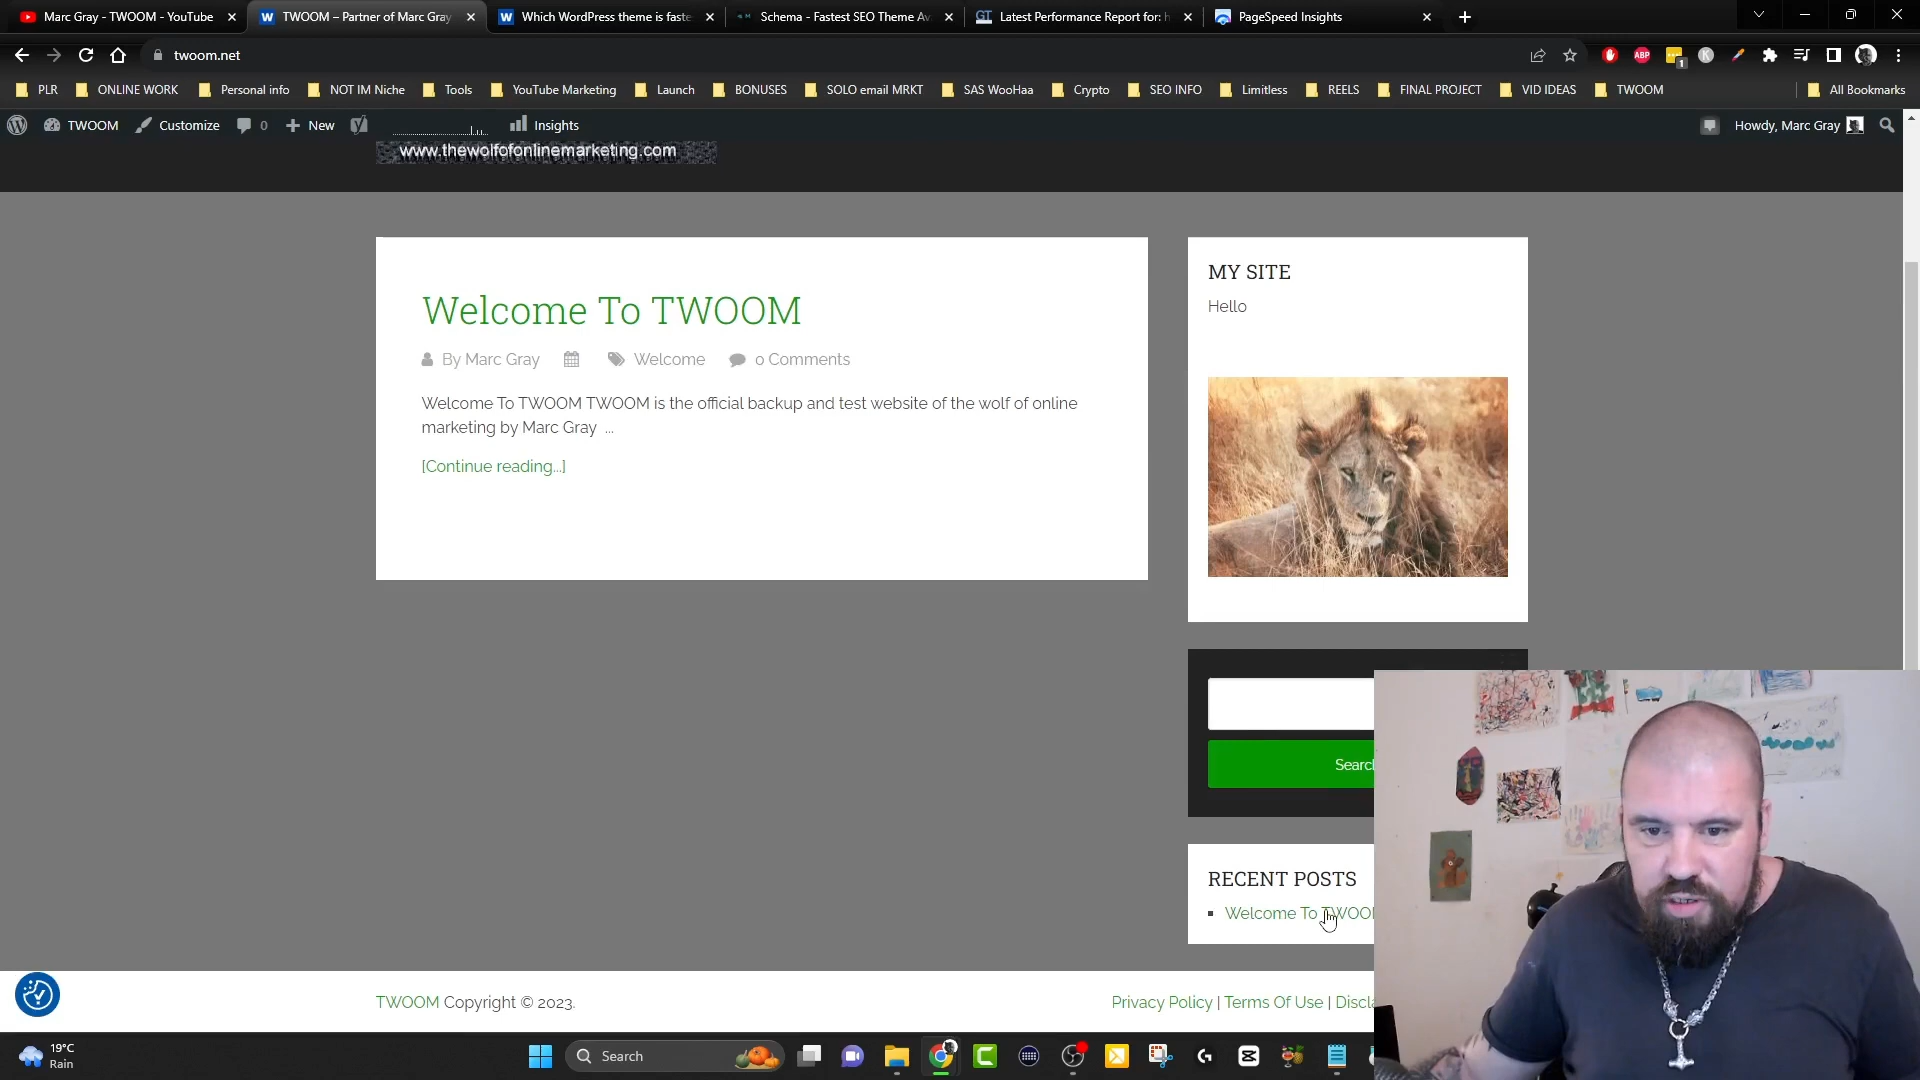 Marc Gray - TWOOM - YouTube
TWOOM – Partner of Marc Gray
Which WordPress theme is faste
Schema - Fastest SEO Theme Av
GT Latest Performance Report for: h
PageSpeed Insights
twoom.net
ABP
1
K
PLR ONLINE WORK Personal info NOT IM Niche Tools YouTube Marketing Launch BONUSES SOLO email MRKT SAS WooHaa Crypto SEO INFO Limitless REELS FINAL PROJECT VID IDEAS TWOOM All Bookmarks
TWOOM Customize 0 New Insights Howdy, Marc Gray
www.thewolfofonlinemarketing.com
Welcome To TWOOM
By Marc Gray Welcome 0 Comments
Welcome To TWOOM TWOOM is the official backup and test website of the wolf of online
marketing by Marc Gray ...
[Continue reading...]
MY SITE
Hello
Search
RECENT POSTS
Welcome To TWOOM
TWOOM Copyright © 2023.
Privacy Policy | Terms Of Use | Discla
19°C
Rain
Search